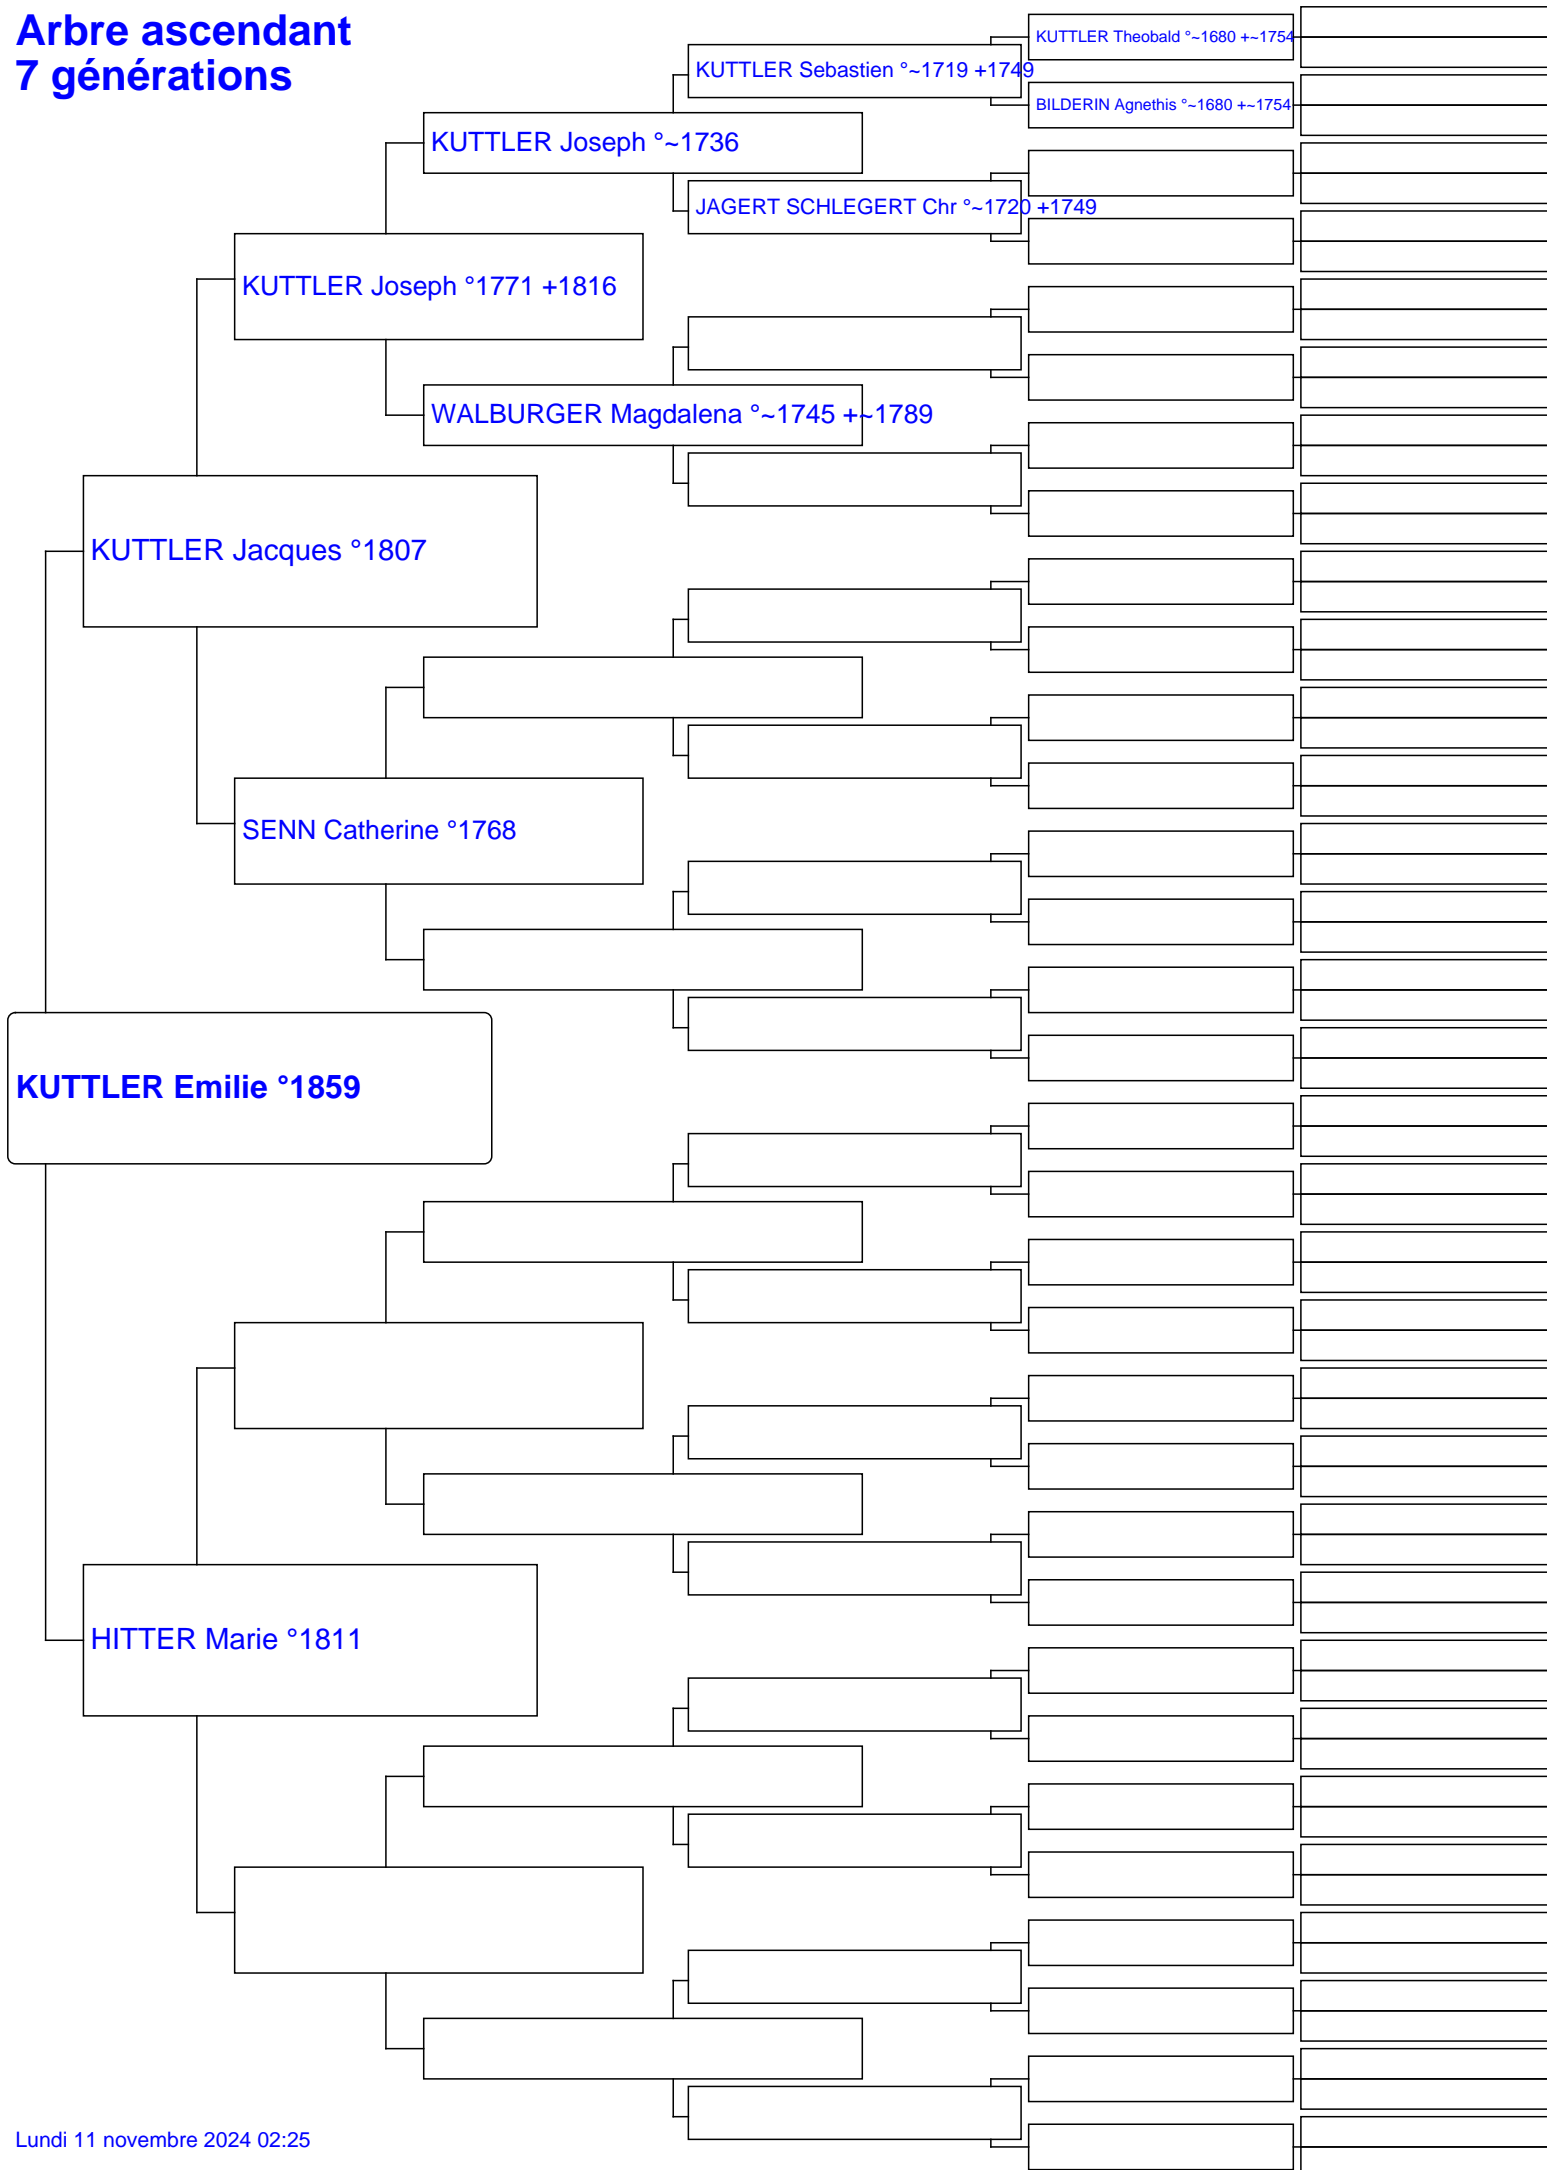 Arbre ascendant
7 générations
KUTTLER Theobald °~1680 +~1754
KUTTLER Sebastien °~1719 +1749
BILDERIN Agnethis °~1680 +~1754
KUTTLER Joseph °~1736
JAGERT SCHLEGERT Chr °~1720 +1749
KUTTLER Joseph °1771 +1816
WALBURGER Magdalena °~1745 +~1789
KUTTLER Jacques °1807
SENN Catherine °1768
KUTTLER Emilie °1859
HITTER Marie °1811
Lundi 11 novembre 2024 02:25